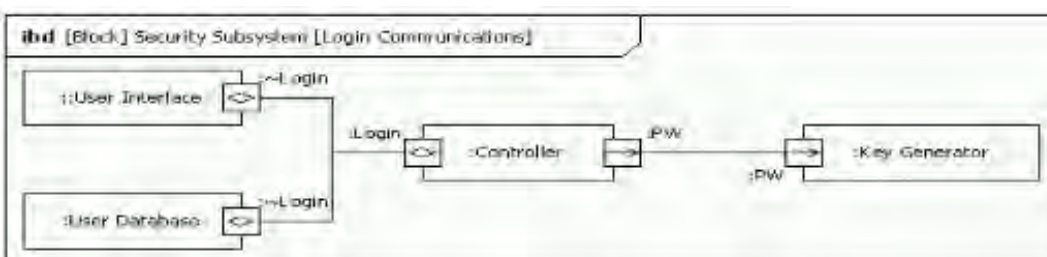 ibd [Block] Security Subsystem [Login Communications]
:~Login
::User Interface
<>
:Login
:PW
<>
:Controller
:Key Generator
:PW
:~Login
:User Database
<>